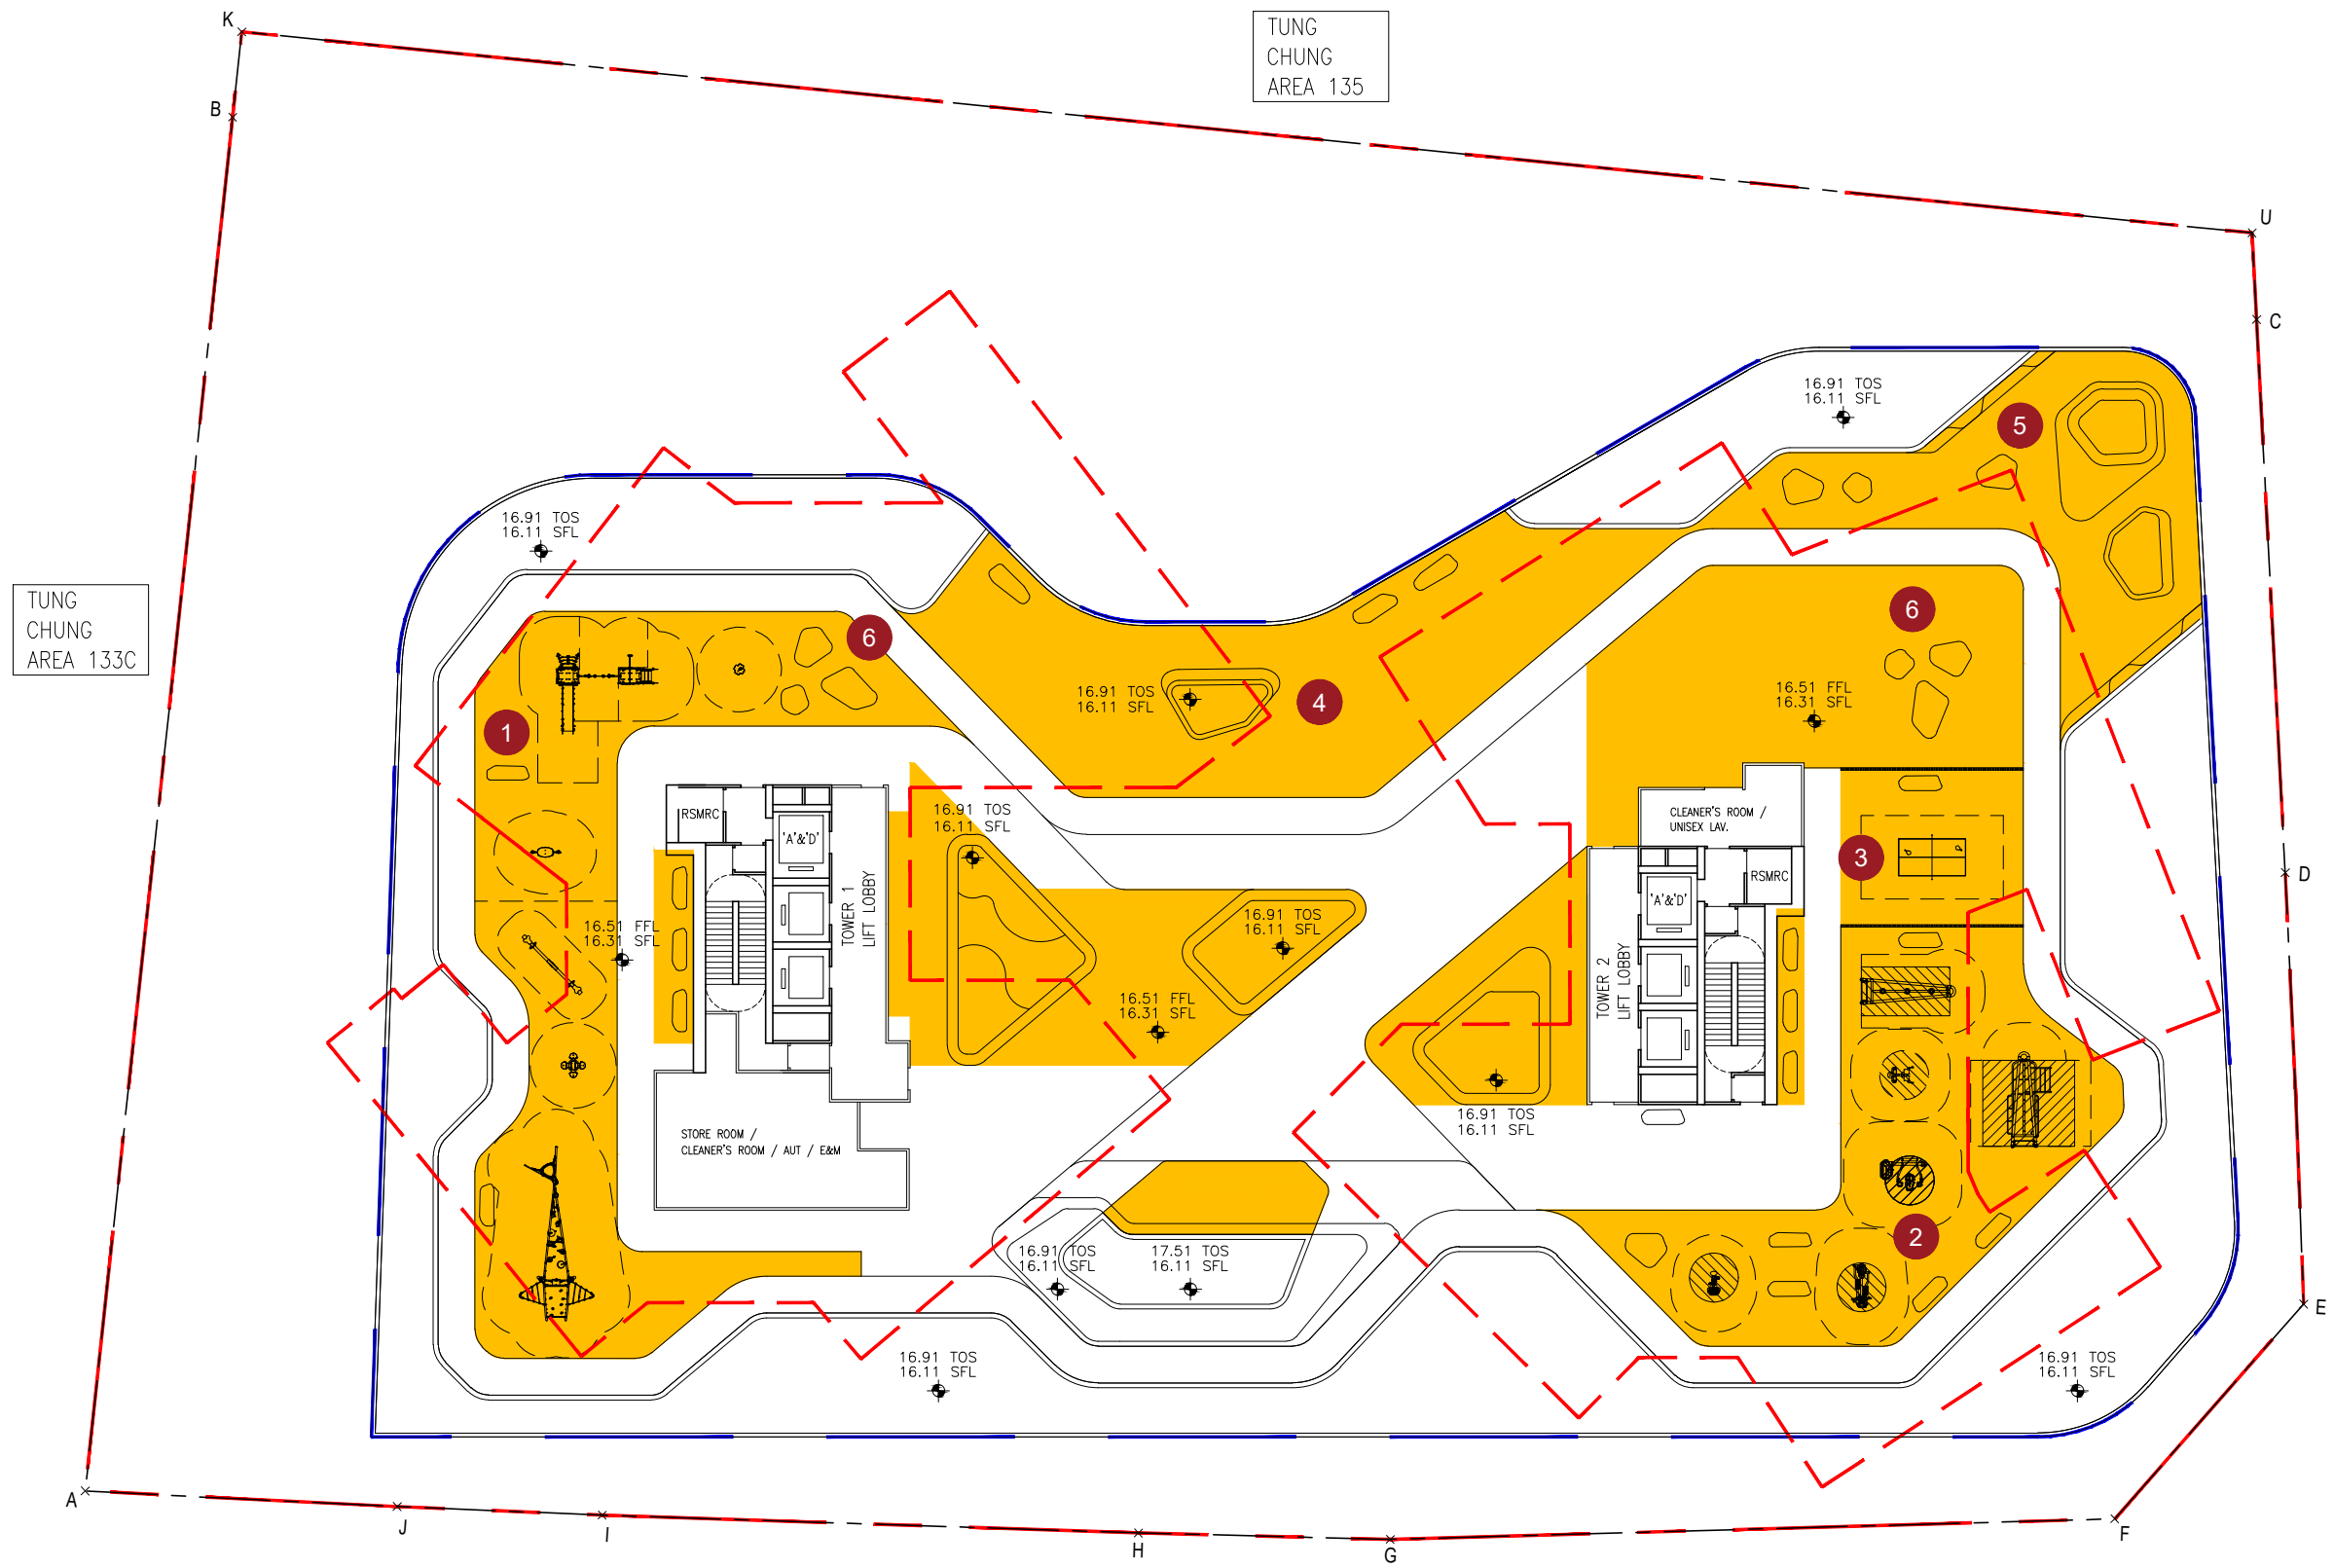 K
TUNG
CHUNG
AREA 135
B
U
C
16.91 TOS
16.11 SFL
5
16.91 TOS
16.11 SFL
TUNG
CHUNG
AREA 133C
6
6
16.91 TOS
16.11 SFL
4
16.51 FFL
16.31 SFL
1
RSMRC
'A'&'D'
16.91 TOS
16.11 SFL
CLEANER'S ROOM /
UNISEX LAV.
3
D
TOWER 1
LIFT LOBBY
'A'&'D'
RSMRC
16.51 FFL
16.31 SFL
16.91 TOS
16.11 SFL
TOWER 2
LIFT LOBBY
16.51 FFL
16.31 SFL
16.91 TOS
16.11 SFL
STORE ROOM /
CLEANER'S ROOM / AUT / E&M
2
16.91 TOS
16.11 SFL
17.51 TOS
16.11 SFL
E
16.91 TOS
16.11 SFL
16.91 TOS
16.11 SFL
A
J
I
H
G
F